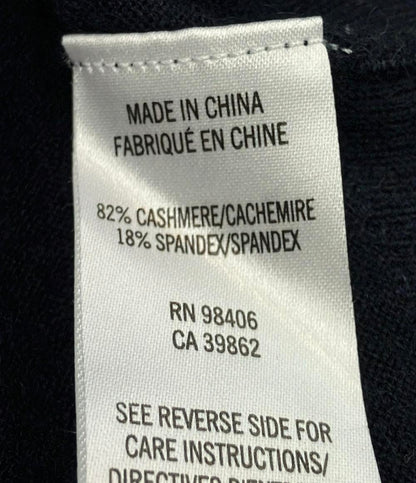 MADE IN CHINA
FABRIQUÉ EN CHINE
82% CASHMERE/CACHEMIRE
18% SPANDEX/SPANDEX
RN 98406
CA 39862
SEE REVERSE SIDE FOR
CARE INSTRUCTIONS/
DIRECTIVES